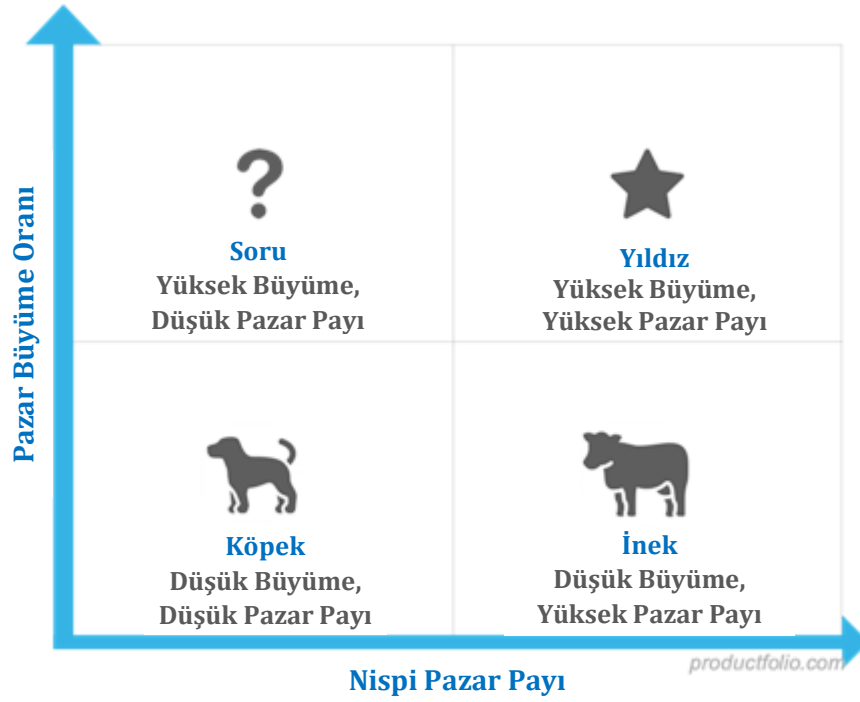 Pazar Büyüme Oranı
?
Soru
Yüksek Büyüme,
Düşük Pazar Payı
Yıldız
Yüksek Büyüme,
Yüksek Pazar Payı
Köpek
Düşük Büyüme,
Düşük Pazar Payı
İnek
Düşük Büyüme,
Yüksek Pazar Payı
Nispi Pazar Payı
productfolio.com